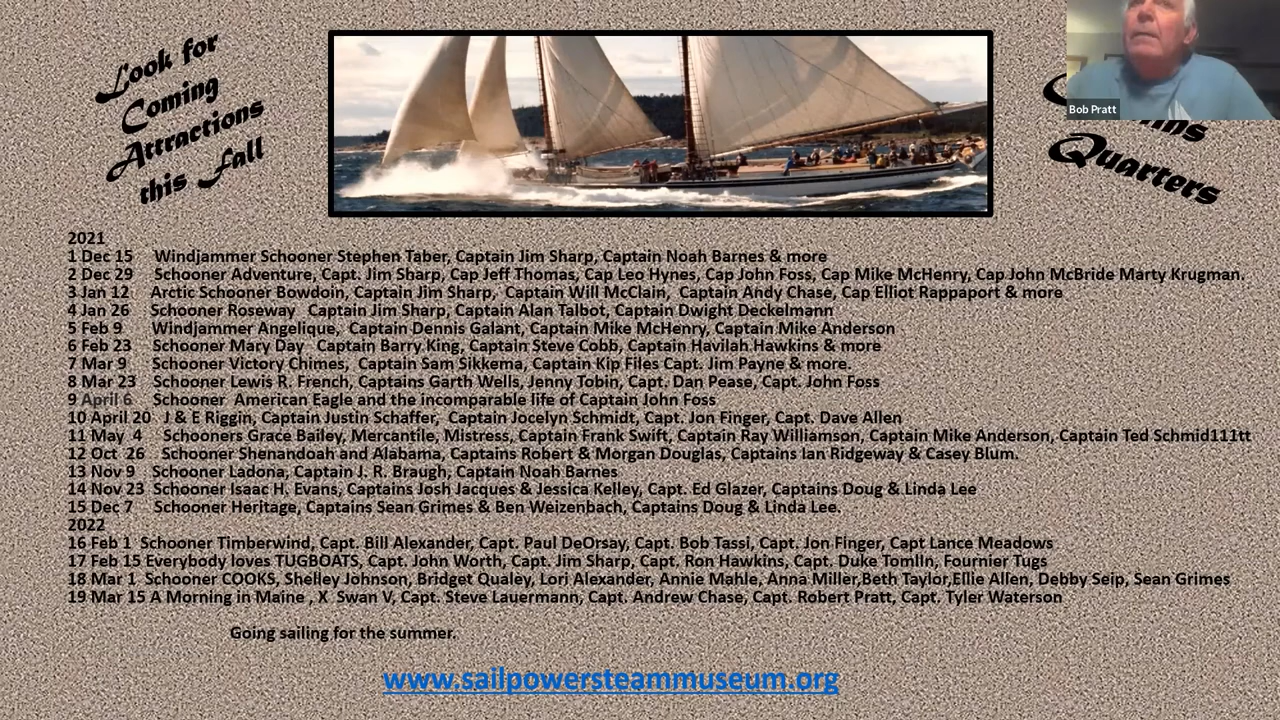 Look for
Coming
Attractions
this Fall
Bob Pratt
Quarters
2021
1 Dec 15 Windjammer Schooner Stephen Taber, Captain Jim Sharp, Captain Noah Barnes & more
2 Dec 29 Schooner Adventure, Capt. Jim Sharp, Cap Jeff Thomas, Cap Leo Hynes, Cap John Foss, Cap Mike McHenry, Cap John McBride Marty Krugman.
3 Jan 12 Arctic Schooner Bowdoin, Captain Jim Sharp, Captain Will McClain, Captain Andy Chase, Cap Elliot Rappaport & more
4 Jan 26 Schooner Roseway Captain Jim Sharp, Captain Alan Talbot, Captain Dwight Deckelmann
5 Feb 9 Windjammer Angelique, Captain Dennis Galant, Captain Mike McHenry, Captain Mike Anderson
6 Feb 23 Schooner Mary Day Captain Barry King, Captain Steve Cobb, Captain Havilah Hawkins & more
7 Mar 9 Schooner Victory Chimes, Captain Sam Sikkema, Captain Kip Files Capt. Jim Payne & more.
8 Mar 23 Schooner Lewis R. French, Captains Garth Wells, Jenny Tobin, Capt. Dan Pease, Capt. John Foss
9 April 6 Schooner American Eagle and the incomparable life of Captain John Foss
10 April 20 J & E Riggin, Captain Justin Schaffer, Captain Jocelyn Schmidt, Capt. Jon Finger, Capt. Dave Allen
11 May 4 Schooners Grace Bailey, Mercantile, Mistress, Captain Frank Swift, Captain Ray Williamson, Captain Mike Anderson, Captain Ted Schmid111tt
12 Oct 26 Schooner Shenandoah and Alabama, Captains Robert & Morgan Douglas, Captains Ian Ridgeway & Casey Blum.
13 Nov 9 Schooner Ladona, Captain J. R. Braugh, Captain Noah Barnes
14 Nov 23 Schooner Isaac H. Evans, Captains Josh Jacques & Jessica Kelley, Capt. Ed Glazer, Captains Doug & Linda Lee
15 Dec 7 Schooner Heritage, Captains Sean Grimes & Ben Weizenbach, Captains Doug & Linda Lee.
2022
16 Feb 1 Schooner Timberwind, Capt. Bill Alexander, Capt. Paul DeOrsay, Capt. Bob Tassi, Capt. Jon Finger, Capt Lance Meadows
17 Feb 15 Everybody loves TUGBOATS, Capt. John Worth, Capt. Jim Sharp, Capt. Ron Hawkins, Capt. Duke Tomlin, Fournier Tugs
18 Mar 1 Schooner COOKS, Shelley Johnson, Bridget Qualey, Lori Alexander, Annie Mahle, Anna Miller,Beth Taylor,Ellie Allen, Debby Seip, Sean Grimes
19 Mar 15 A Morning in Maine , X Swan V, Capt. Steve Lauermann, Capt. Andrew Chase, Capt. Robert Pratt, Capt. Tyler Waterson
Going sailing for the summer.
www.sailpowersteammuseum.org